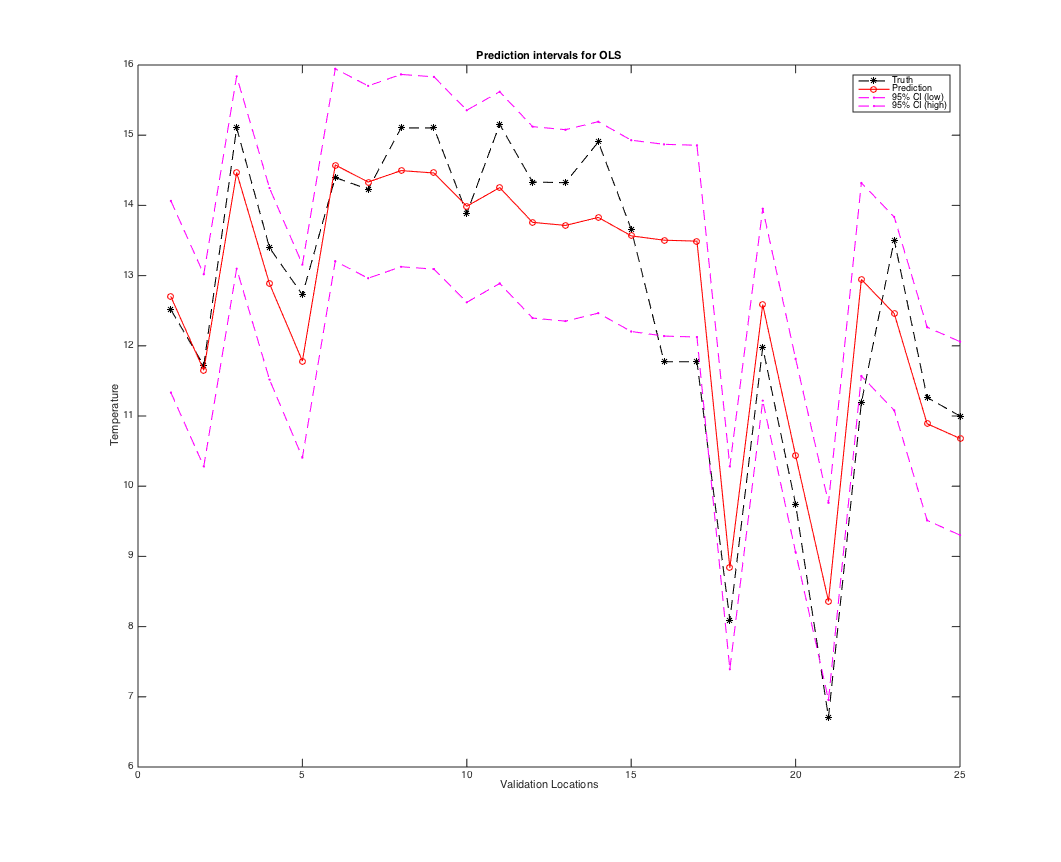 Prediction intervals for OLS
Truth
Prediction
95% CI (low)
95% CI (high)
16
15
14
13
12
11
10
9
8
7
6
Temperature
0 5 10 15 20 25
Validation Locations